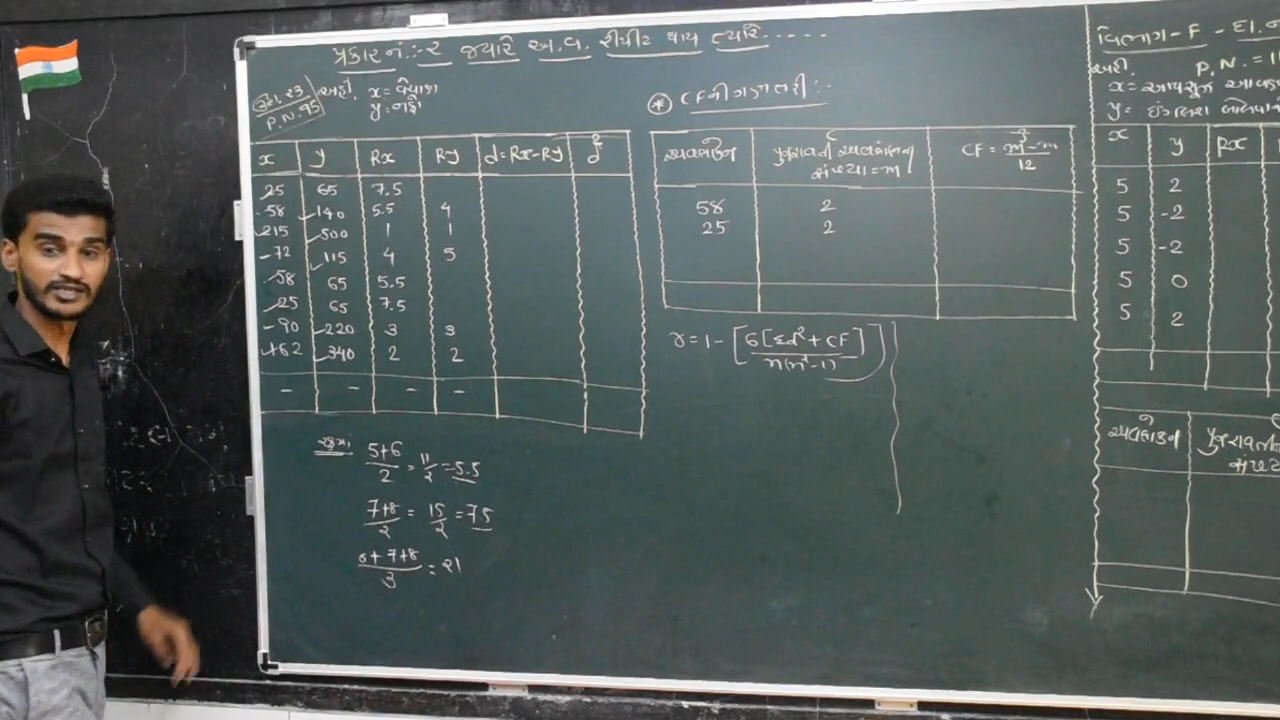 પ્રકાર નં.:- ૨ જયારે અ.વ. રીપીટ થાય ત્યારે.....
ઉદા. ૨૩
P.N. 95
અહીં, x = વેચાણ
y = નફો
x y Rx Ry d=Rx-Ry d²
25 65 7.5
58 140 5.5 4
215 500 1 1
72 115 4 5
58 65 5.5
25 65 7.5
90 220 3 3
162 340 2 2
- - - -
5+6/2 = 11/2 = 5.5
7+8/2 = 15/2 = 7.5
6+7+8/3 = 21
* CF ની ગણતરી :-
અવલોકન પુનરાવર્તી અવલોકનની સંખ્યા = m CF = m³-m/12
58 2
25 2
r = 1 - [6[Σd² + CF]/n(n²-1)]
વિભાગ - F - દા.ન
અહીં, P.N. = 11
x =
y = ઇંગ્લિશ
x y Rx
5 2
5 -2
5 -2
5 0
5 2
અવલોકન પુનરાવર્તી